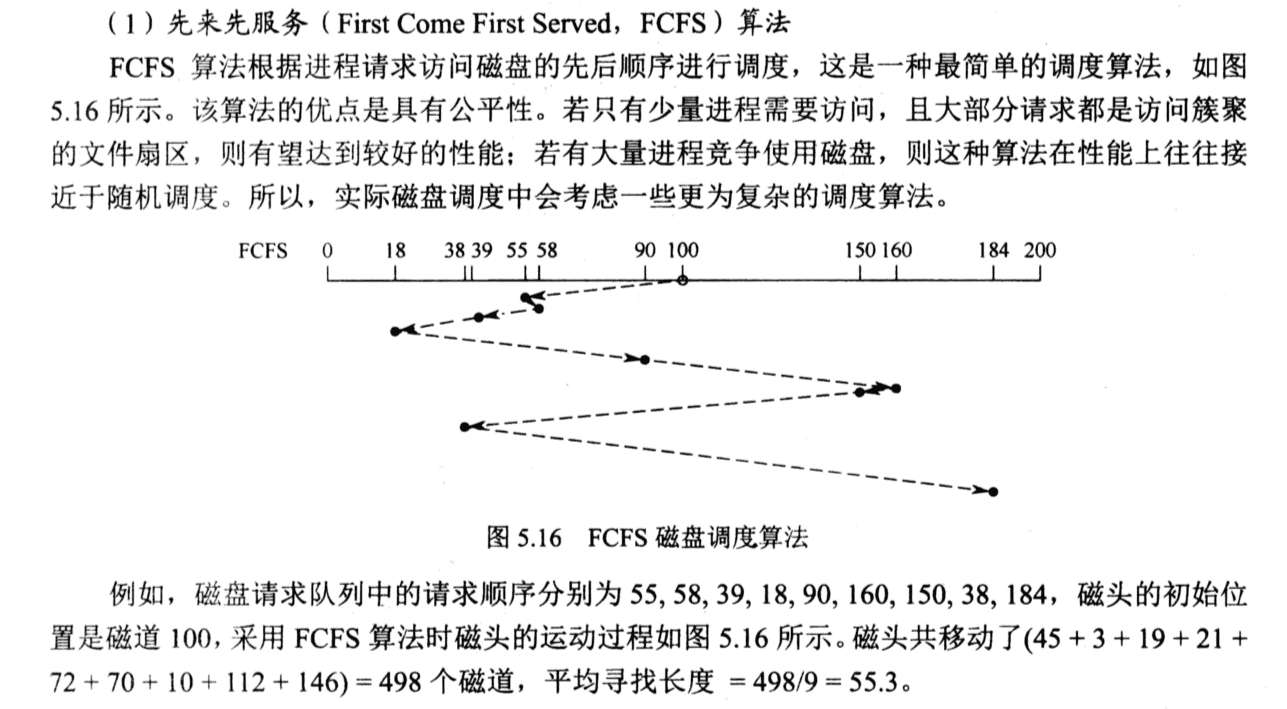 （1）先来先服务（First Come First Served，FCFS）算法
FCFS 算法根据进程请求访问磁盘的先后顺序进行调度，这是一种最简单的调度算法，如图
5.16 所示。该算法的优点是具有公平性。若只有少量进程需要访问，且大部分请求都是访问簇聚
的文件扇区，则有望达到较好的性能；若有大量进程竞争使用磁盘，则这种算法在性能上往往接
近于随机调度。所以，实际磁盘调度中会考虑一些更为复杂的调度算法。
FCFS 0 18 38 39 55 58 90 100 150 160 184 200
图 5.16 FCFS 磁盘调度算法
例如，磁盘请求队列中的请求顺序分别为 55, 58, 39, 18, 90, 160, 150, 38, 184，磁头的初始位
置是磁道 100，采用 FCFS 算法时磁头的运动过程如图 5.16 所示。磁头共移动了(45 + 3 + 19 + 21 +
72 + 70 + 10 + 112 + 146) = 498 个磁道，平均寻找长度 = 498/9 = 55.3。